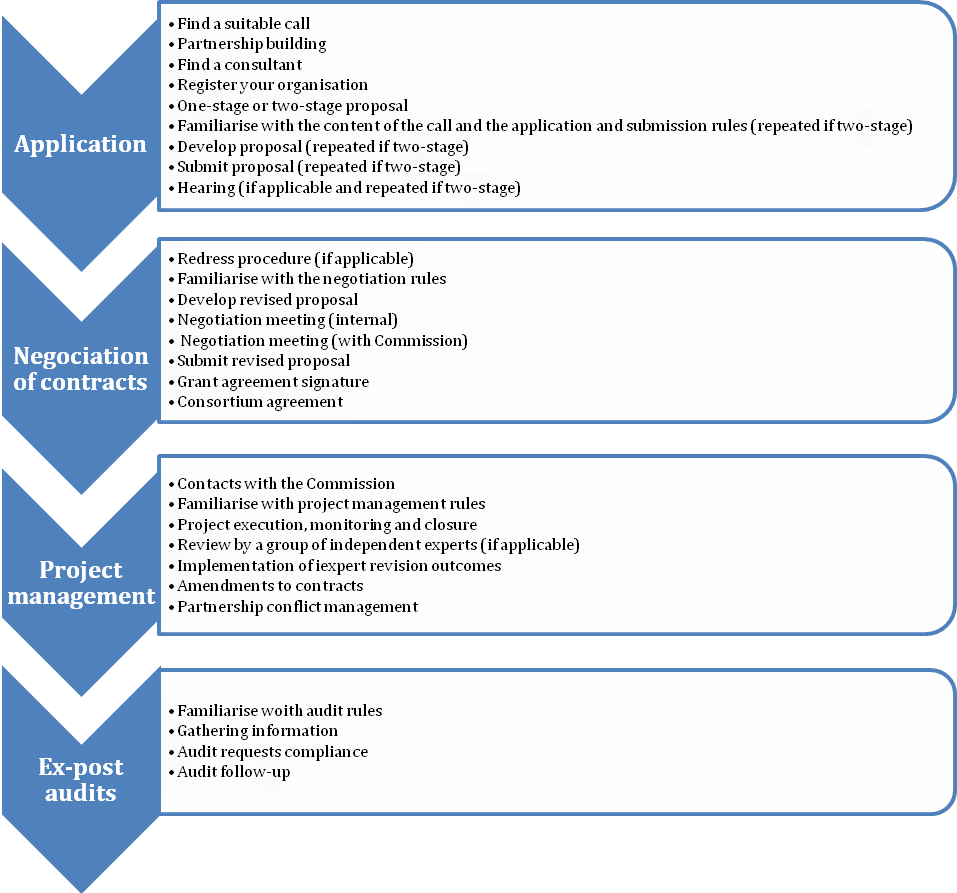 Application
• Find a suitable call
• Partnership building
• Find a consultant
• Register your organisation
• One-stage or two-stage proposal
• Familiarise with the content of the call and the application and submission rules (repeated if two-stage)
• Develop proposal (repeated if two-stage)
• Submit proposal (repeated if two-stage)
• Hearing (if applicable and repeated if two-stage)
Negociation
of contracts
• Redress procedure (if applicable)
• Familiarise with the negotiation rules
• Develop revised proposal
• Negotiation meeting (internal)
• Negotiation meeting (with Commission)
• Submit revised proposal
• Grant agreement signature
• Consortium agreement
Project
management
• Contacts with the Commission
• Familiarise with project management rules
• Project execution, monitoring and closure
• Review by a group of independent experts (if applicable)
• Implementation of iexpert revision outcomes
• Amendments to contracts
• Partnership conflict management
Ex-post
audits
• Familiarise woith audit rules
• Gathering information
• Audit requests compliance
• Audit follow-up